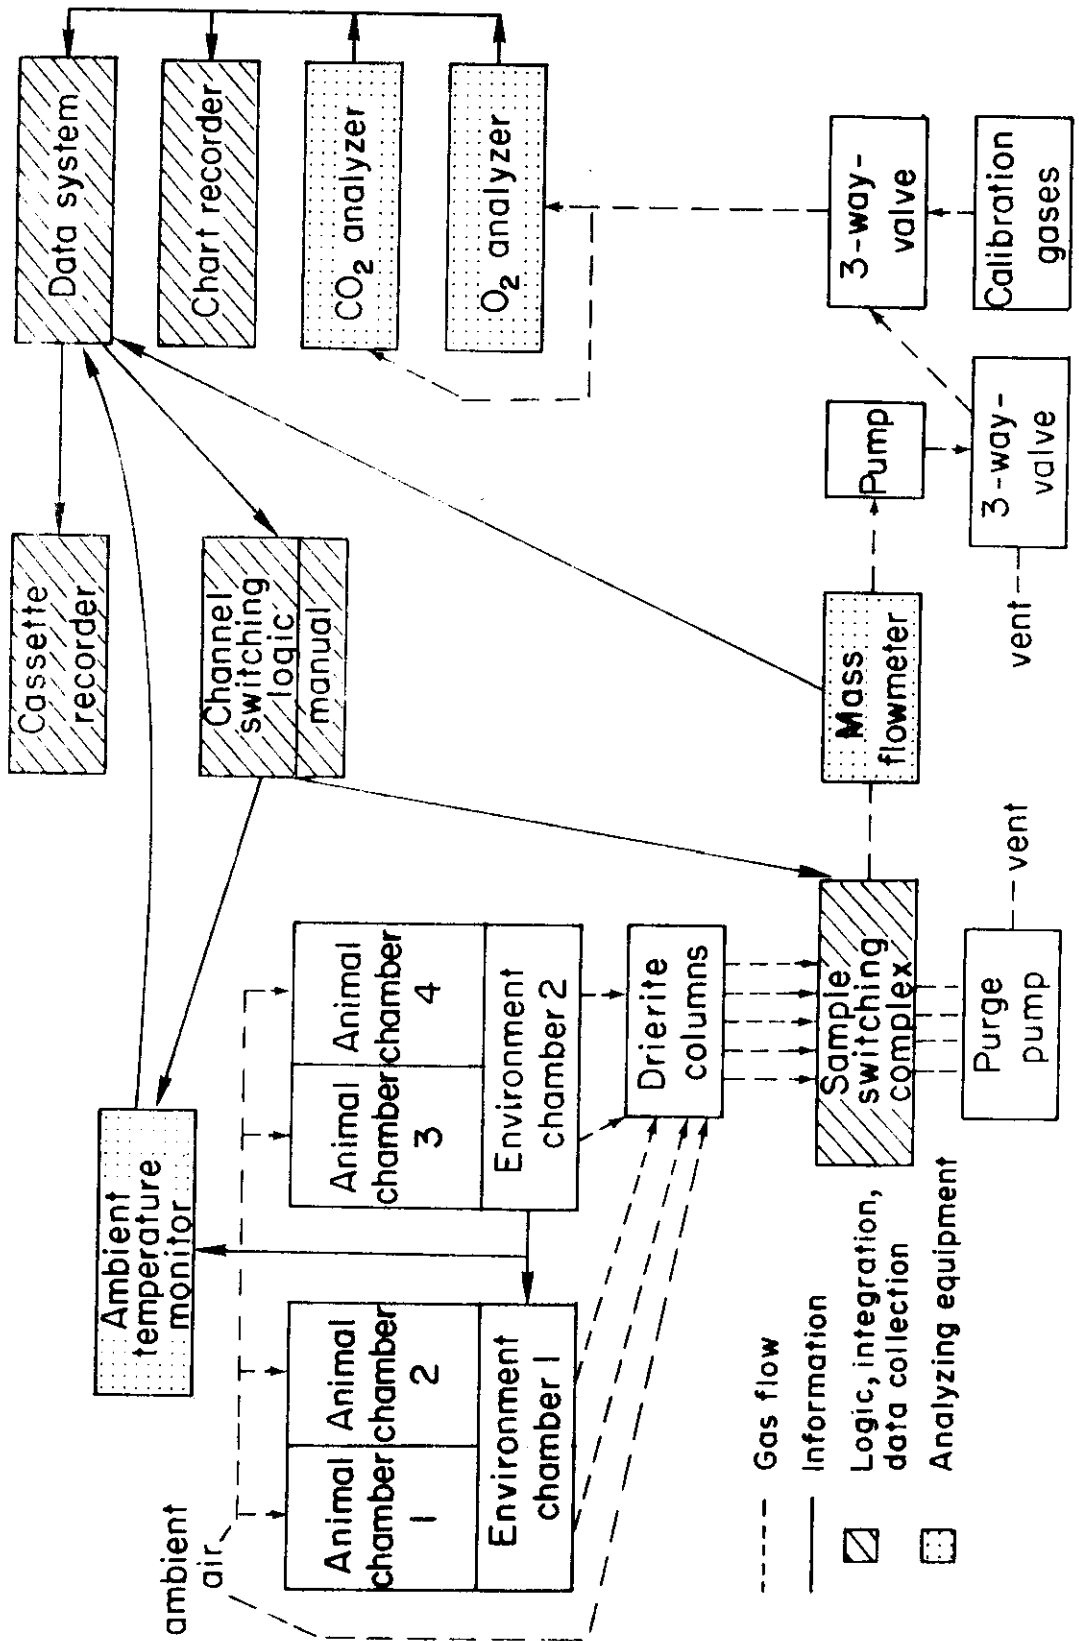 ambient
air
Ambient
temperature
monitor
Cassette
recorder
Data system
Channel
switching
logic
manual
Chart recorder
CO₂ analyzer
O₂ analyzer
Animal
chamber
1
Animal
chamber
2
Environment
chamber 1
Animal
chamber
3
Animal
chamber
4
Environment
chamber 2
Drierite
columns
Sample
switching
complex
Purge
pump
vent
Mass
flowmeter
Pump
3-way-
valve
vent
3-way-
valve
Calibration
gases
Gas flow
Information
Logic, integration,
data collection
Analyzing equipment